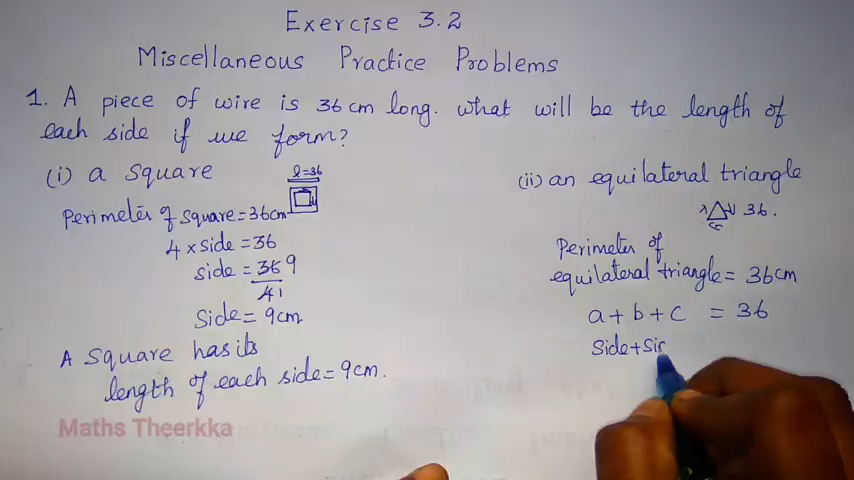 Exercise 3.2
Miscellaneous Practice Problems
1. A piece of wire is 36 cm long. what will be the length of
each side if we form?
(i) a square
l=36
Perimeter of square = 36cm
4 x side = 36
side = 36 9
41
Side = 9cm
A square has its
length of each side = 9cm.
(ii) an equilateral triangle
36.
Perimeter of
equilateral triangle = 36cm
a + b + c = 36
Side+Sid
Maths Theerkka